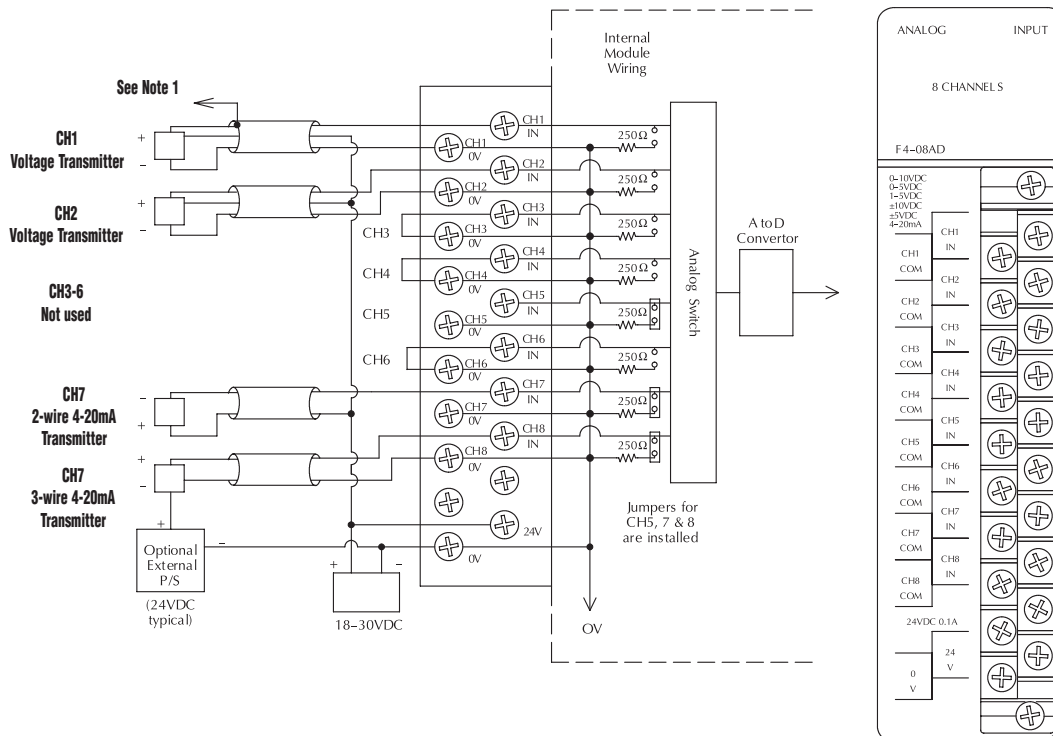 See Note 1
CH1
Voltage Transmitter
+
–
CH2
Voltage Transmitter
+
–
CH3-6
Not used
CH7
2-wire 4-20mA
Transmitter
–
+
CH7
3-wire 4-20mA
Transmitter
+
–
+
–
Optional
External
P/S
(24VDC
typical)
+
–
18–30VDC
CH3
CH4
CH5
CH6
CH1
IN
CH1
0V
CH2
IN
CH2
0V
CH3
IN
CH3
0V
CH4
IN
CH4
0V
CH5
IN
CH5
0V
CH6
IN
CH6
0V
CH7
IN
CH7
0V
CH8
IN
CH8
0V
24V
0V
Internal
Module
Wiring
250Ω
250Ω
250Ω
250Ω
250Ω
250Ω
250Ω
250Ω
Analog Switch
A to D
Convertor
Jumpers for
CH5, 7 & 8
are installed
OV
ANALOG INPUT
8 CHANNELS
F4–08AD
0–10VDC
0–5VDC
1–5VDC
±10VDC
±5VDC
4–20mA
CH1
IN
CH1
COM
CH2
IN
CH2
COM
CH3
IN
CH3
COM
CH4
IN
CH4
COM
CH5
IN
CH5
COM
CH6
IN
CH6
COM
CH7
IN
CH7
COM
CH8
IN
CH8
COM
24VDC 0.1A
24
V
0
V